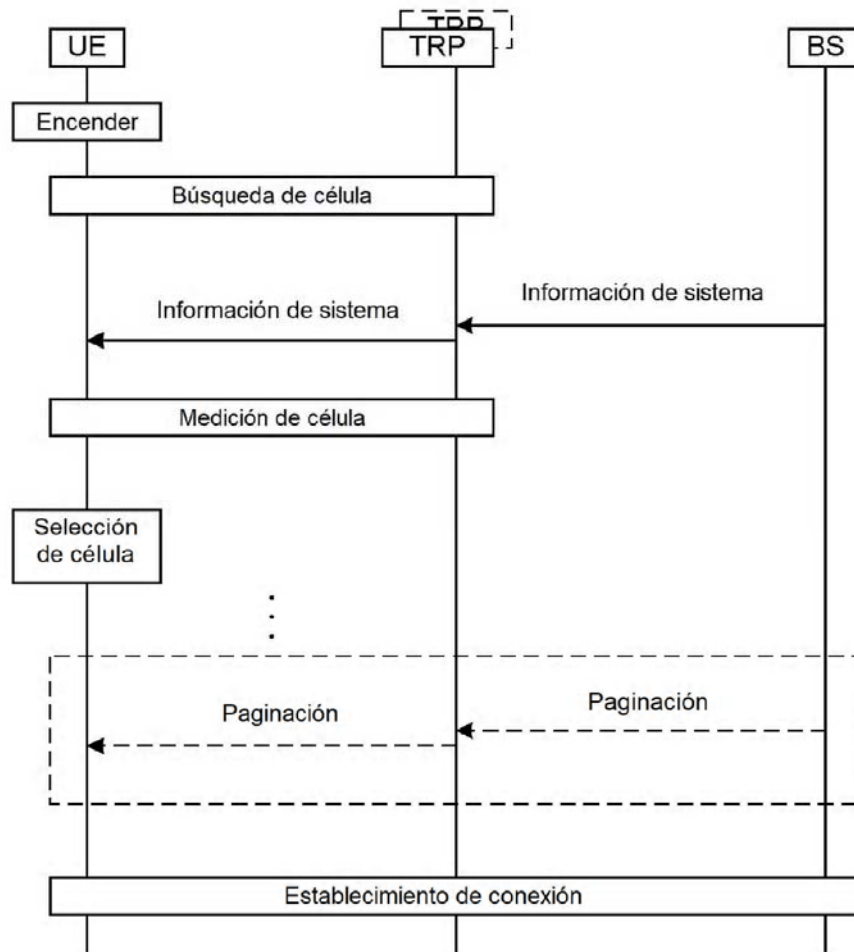 TRP
UE
TRP
BS
Encender
Búsqueda de célula
Información de sistema
Información de sistema
Medición de célula
Selección
de célula
Paginación
Paginación
Establecimiento de conexión